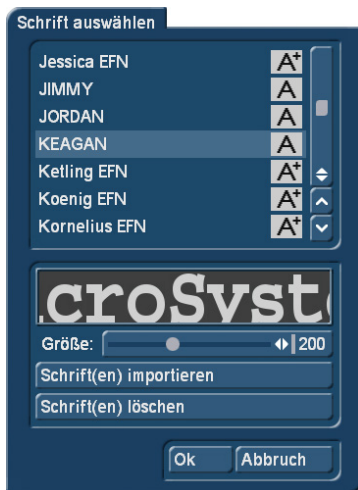 Schrift auswählen
Jessica EFN A+
JIMMY A
JORDAN A
KEAGAN A
Ketling EFN A+
Koenig EFN A+
Kornelius EFN A+
croSyst
Größe: 200
Schrift(en) importieren
Schrift(en) löschen
Ok Abbruch